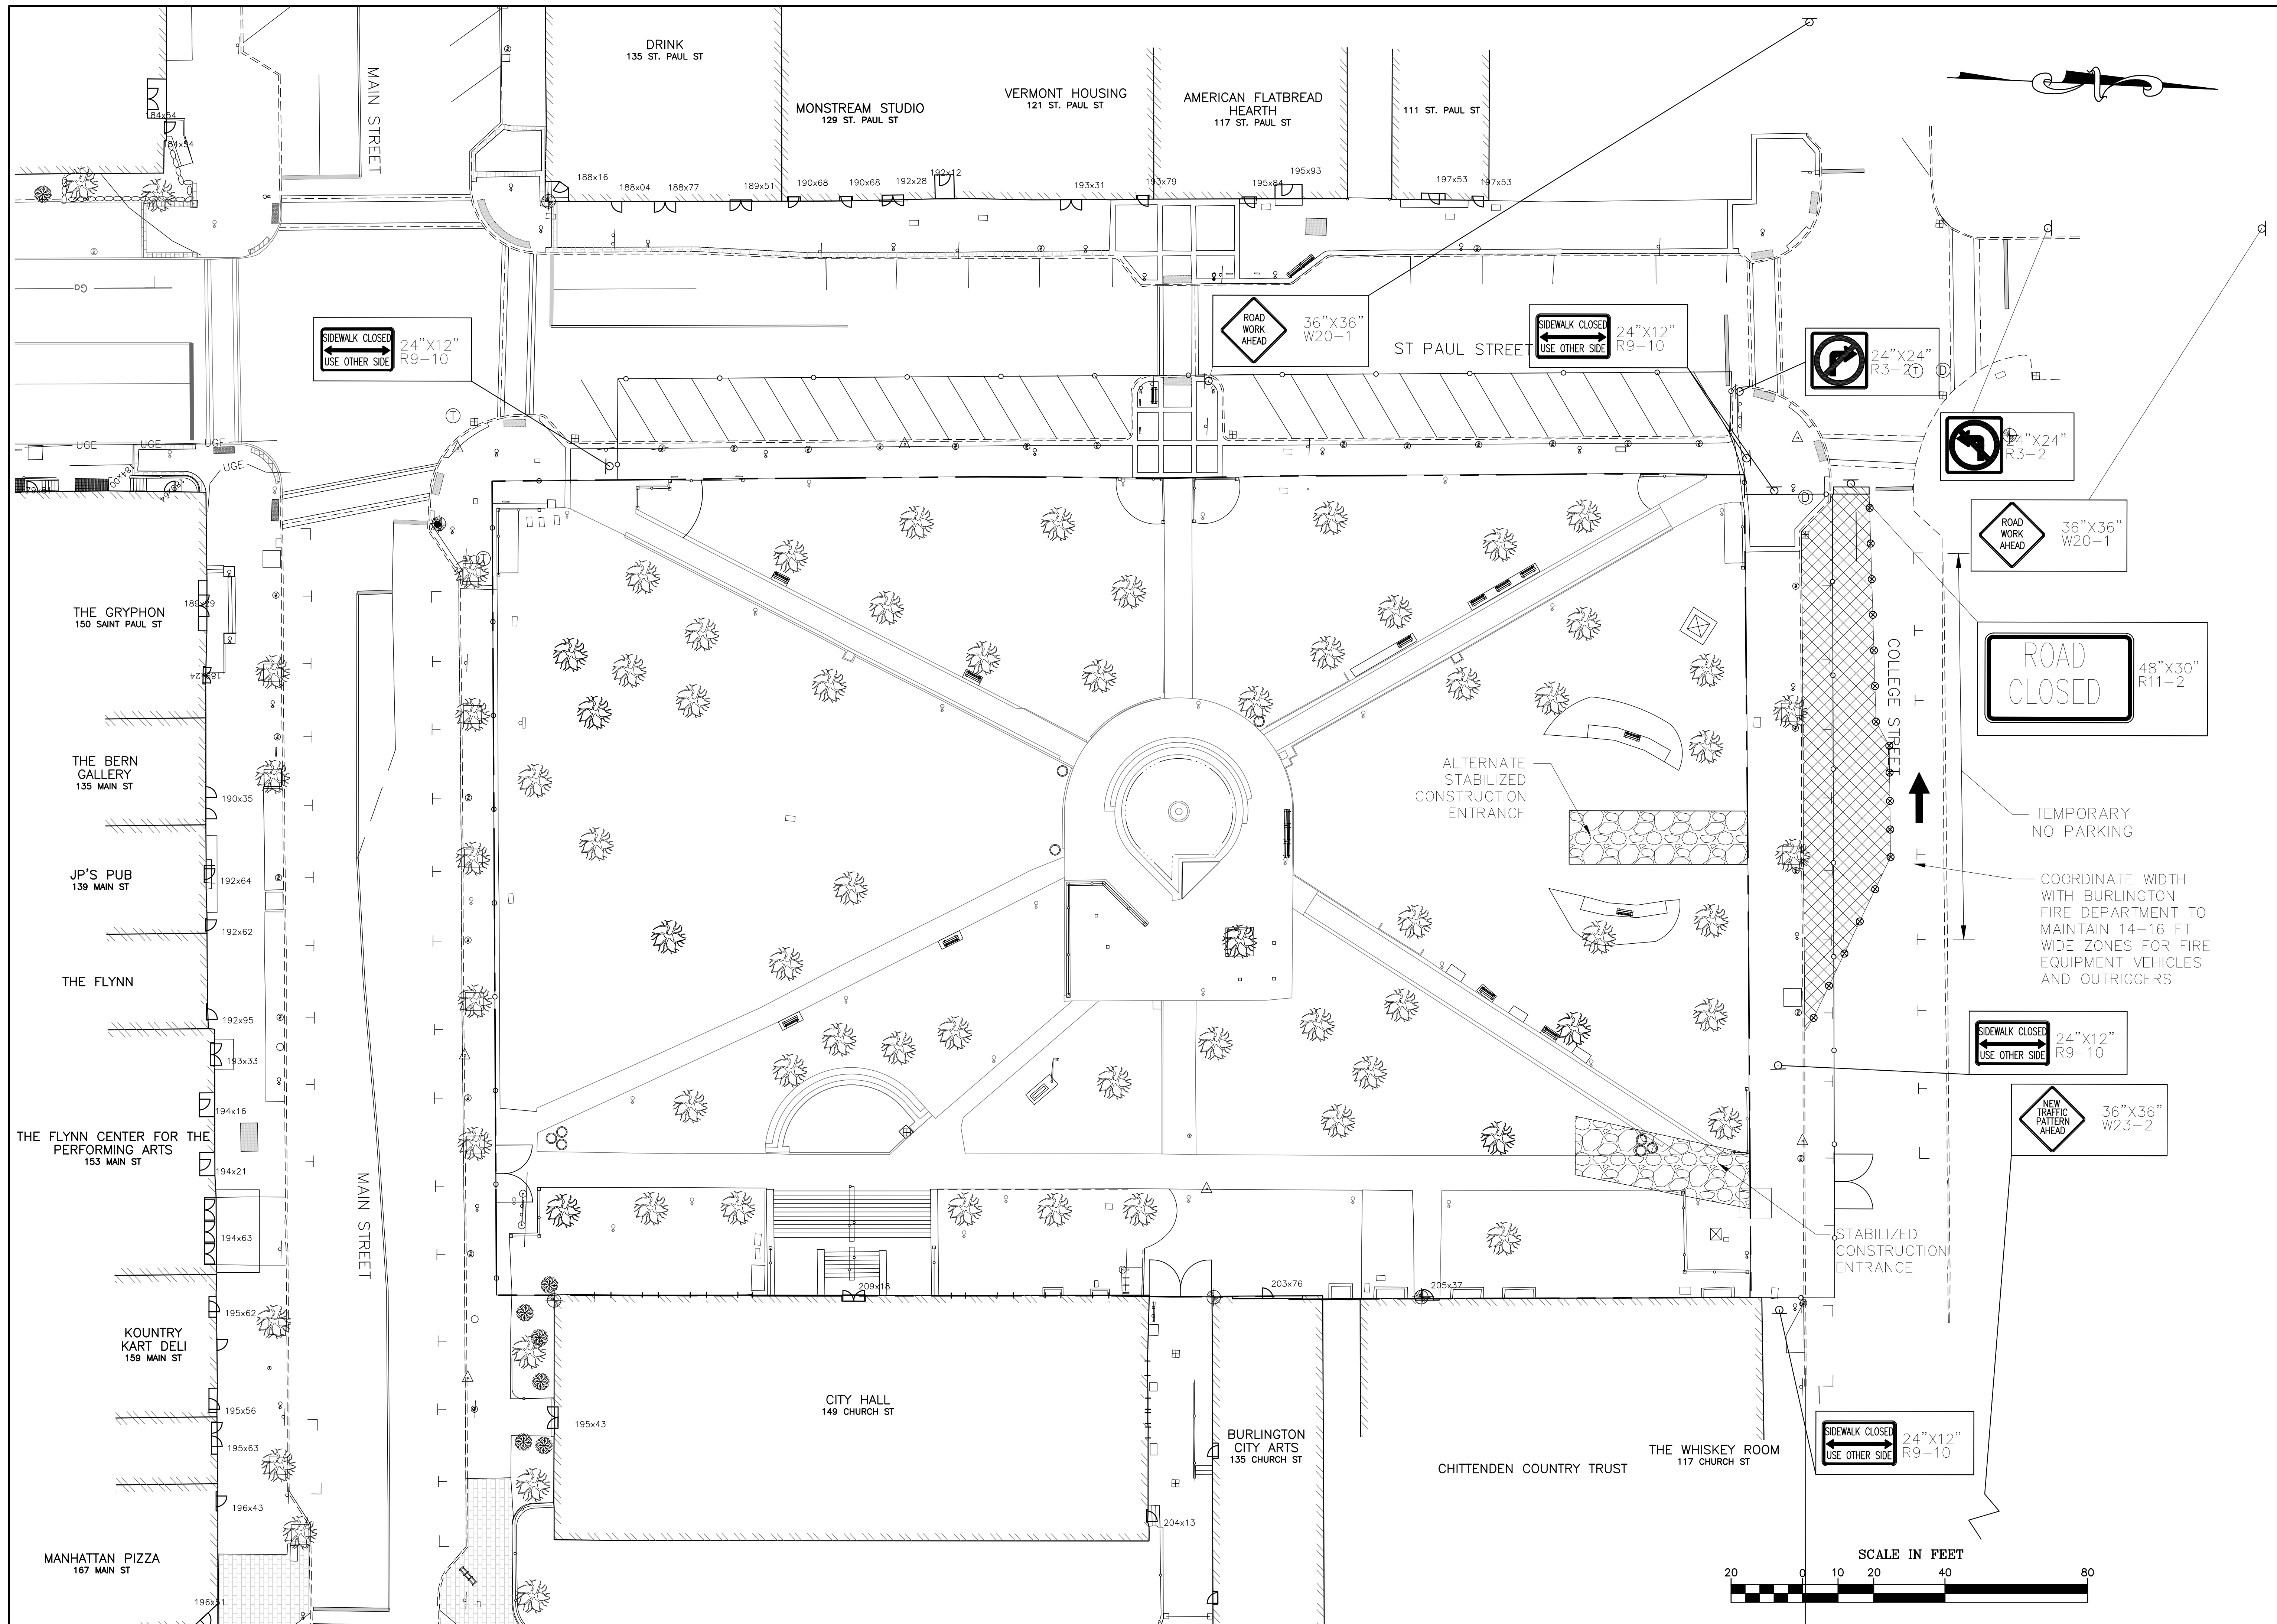 DRINK
135 ST. PAUL ST
MAIN STREET
MONSTREAM STUDIO
129 ST. PAUL ST
VERMONT HOUSING
121 ST. PAUL ST
AMERICAN FLATBREAD
HEARTH
117 ST. PAUL ST
111 ST. PAUL ST
184x54
184x54
188x16
188x04
188x77
189x51
190x68
190x68
192x28
192x12
193x31
193x79
195x84
195x93
197x53
197x53
SIDEWALK CLOSED
USE OTHER SIDE
24"X12"
R9-10
ROAD
WORK
AHEAD
36"X36"
W20-1
ST PAUL STREET
SIDEWALK CLOSED
USE OTHER SIDE
24"X12"
R9-10
24"X24"
R3-2
T
D
24"X24"
R3-2
T
UGE
UGE
UGE
UGE
184x00
D
T
ROAD
WORK
AHEAD
36"X36"
W20-1
THE GRYPHON
150 SAINT PAUL ST
189x29
189x24
ROAD
CLOSED
48"X30"
R11-2
COLLEGE STREET
THE BERN
GALLERY
135 MAIN ST
190x35
ALTERNATE
STABILIZED
CONSTRUCTION
ENTRANCE
TEMPORARY
NO PARKING
JP'S PUB
139 MAIN ST
192x64
192x62
COORDINATE WIDTH
WITH BURLINGTON
FIRE DEPARTMENT TO
MAINTAIN 14-16 FT
WIDE ZONES FOR FIRE
EQUIPMENT VEHICLES
AND OUTRIGGERS
THE FLYNN
192x95
193x33
SIDEWALK CLOSED
USE OTHER SIDE
24"X12"
R9-10
194x16
THE FLYNN CENTER FOR THE
PERFORMING ARTS
153 MAIN ST
194x21
NEW
TRAFFIC
PATTERN
AHEAD
36"X36"
W23-2
MAIN STREET
194x63
STABILIZED
CONSTRUCTION
ENTRANCE
209x18
203x76
205x37
195x62
KOUNTRY
KART DELI
159 MAIN ST
195x56
195x63
195x43
CITY HALL
149 CHURCH ST
BURLINGTON
CITY ARTS
135 CHURCH ST
CHITTENDEN COUNTRY TRUST
THE WHISKEY ROOM
117 CHURCH ST
SIDEWALK CLOSED
USE OTHER SIDE
24"X12"
R9-10
196x43
204x13
MANHATTAN PIZZA
167 MAIN ST
196x51
SCALE IN FEET
20
0
10
20
40
80